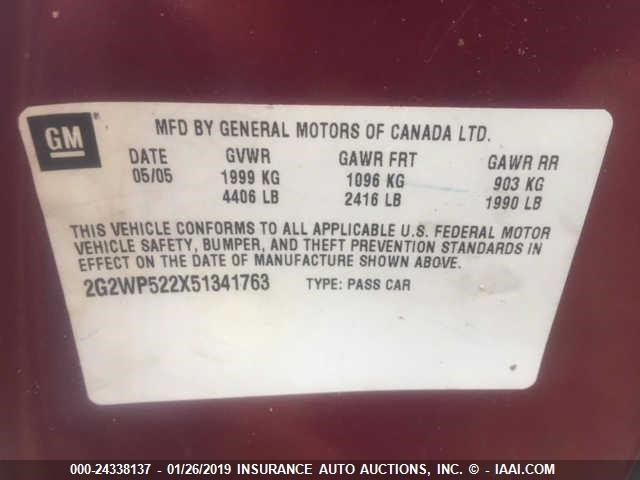 GM
MFD BY GENERAL MOTORS OF CANADA LTD.
DATE GVWR GAWR FRT GAWR RR
05/05 1999 KG 1096 KG 903 KG
4406 LB 2416 LB 1990 LB
THIS VEHICLE CONFORMS TO ALL APPLICABLE U.S. FEDERAL MOTOR
VEHICLE SAFETY, BUMPER, AND THEFT PREVENTION STANDARDS IN
EFFECT ON THE DATE OF MANUFACTURE SHOWN ABOVE.
2G2WP522X51341763 TYPE: PASS CAR
000-24338137 - 01/26/2019 INSURANCE AUTO AUCTIONS, INC. - © IAAI.COM